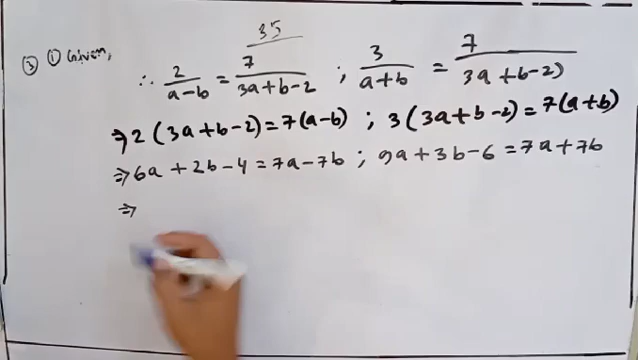 35
③ ① Given,
∴ 2/(a-b) = 7/(3a+b-2) ; 3/(a+b) = 7/(3a+b-2)
⇒ 2(3a+b-2) = 7(a-b) ; 3(3a+b-2) = 7(a+b)
⇒ 6a+2b-4 = 7a-7b ; 9a+3b-6 = 7a+7b
⇒